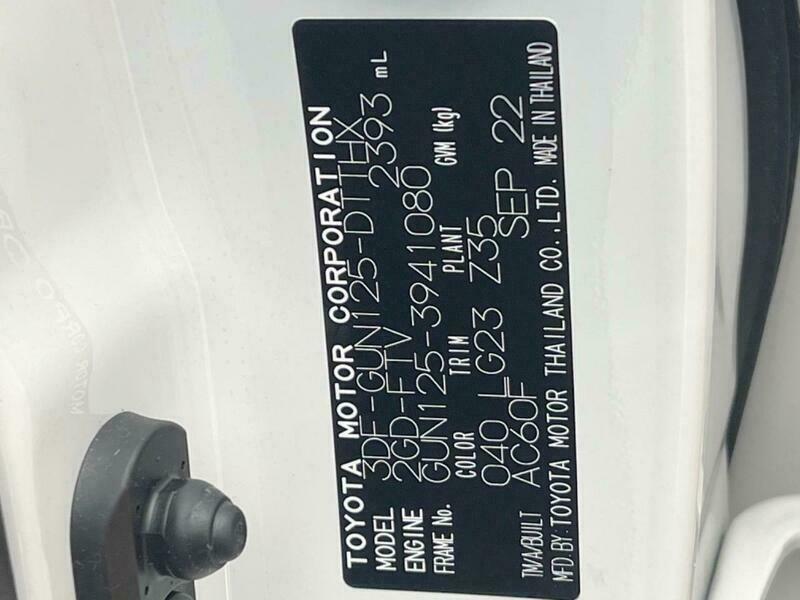 TOYOTA MOTOR CORPORATION
MODEL 3DF-GUN125-DTTHX
ENGINE 2GD-FTV 2393 mL
FRAME No. GUN125-3941080
COLOR TRIM PLANT GVM (kg)
040 LG23 Z35
TM/A/BUILT AC60F SEP 22
MFD.BY:TOYOTA MOTOR THAILAND CO.,LTD. MADE IN THAILAND